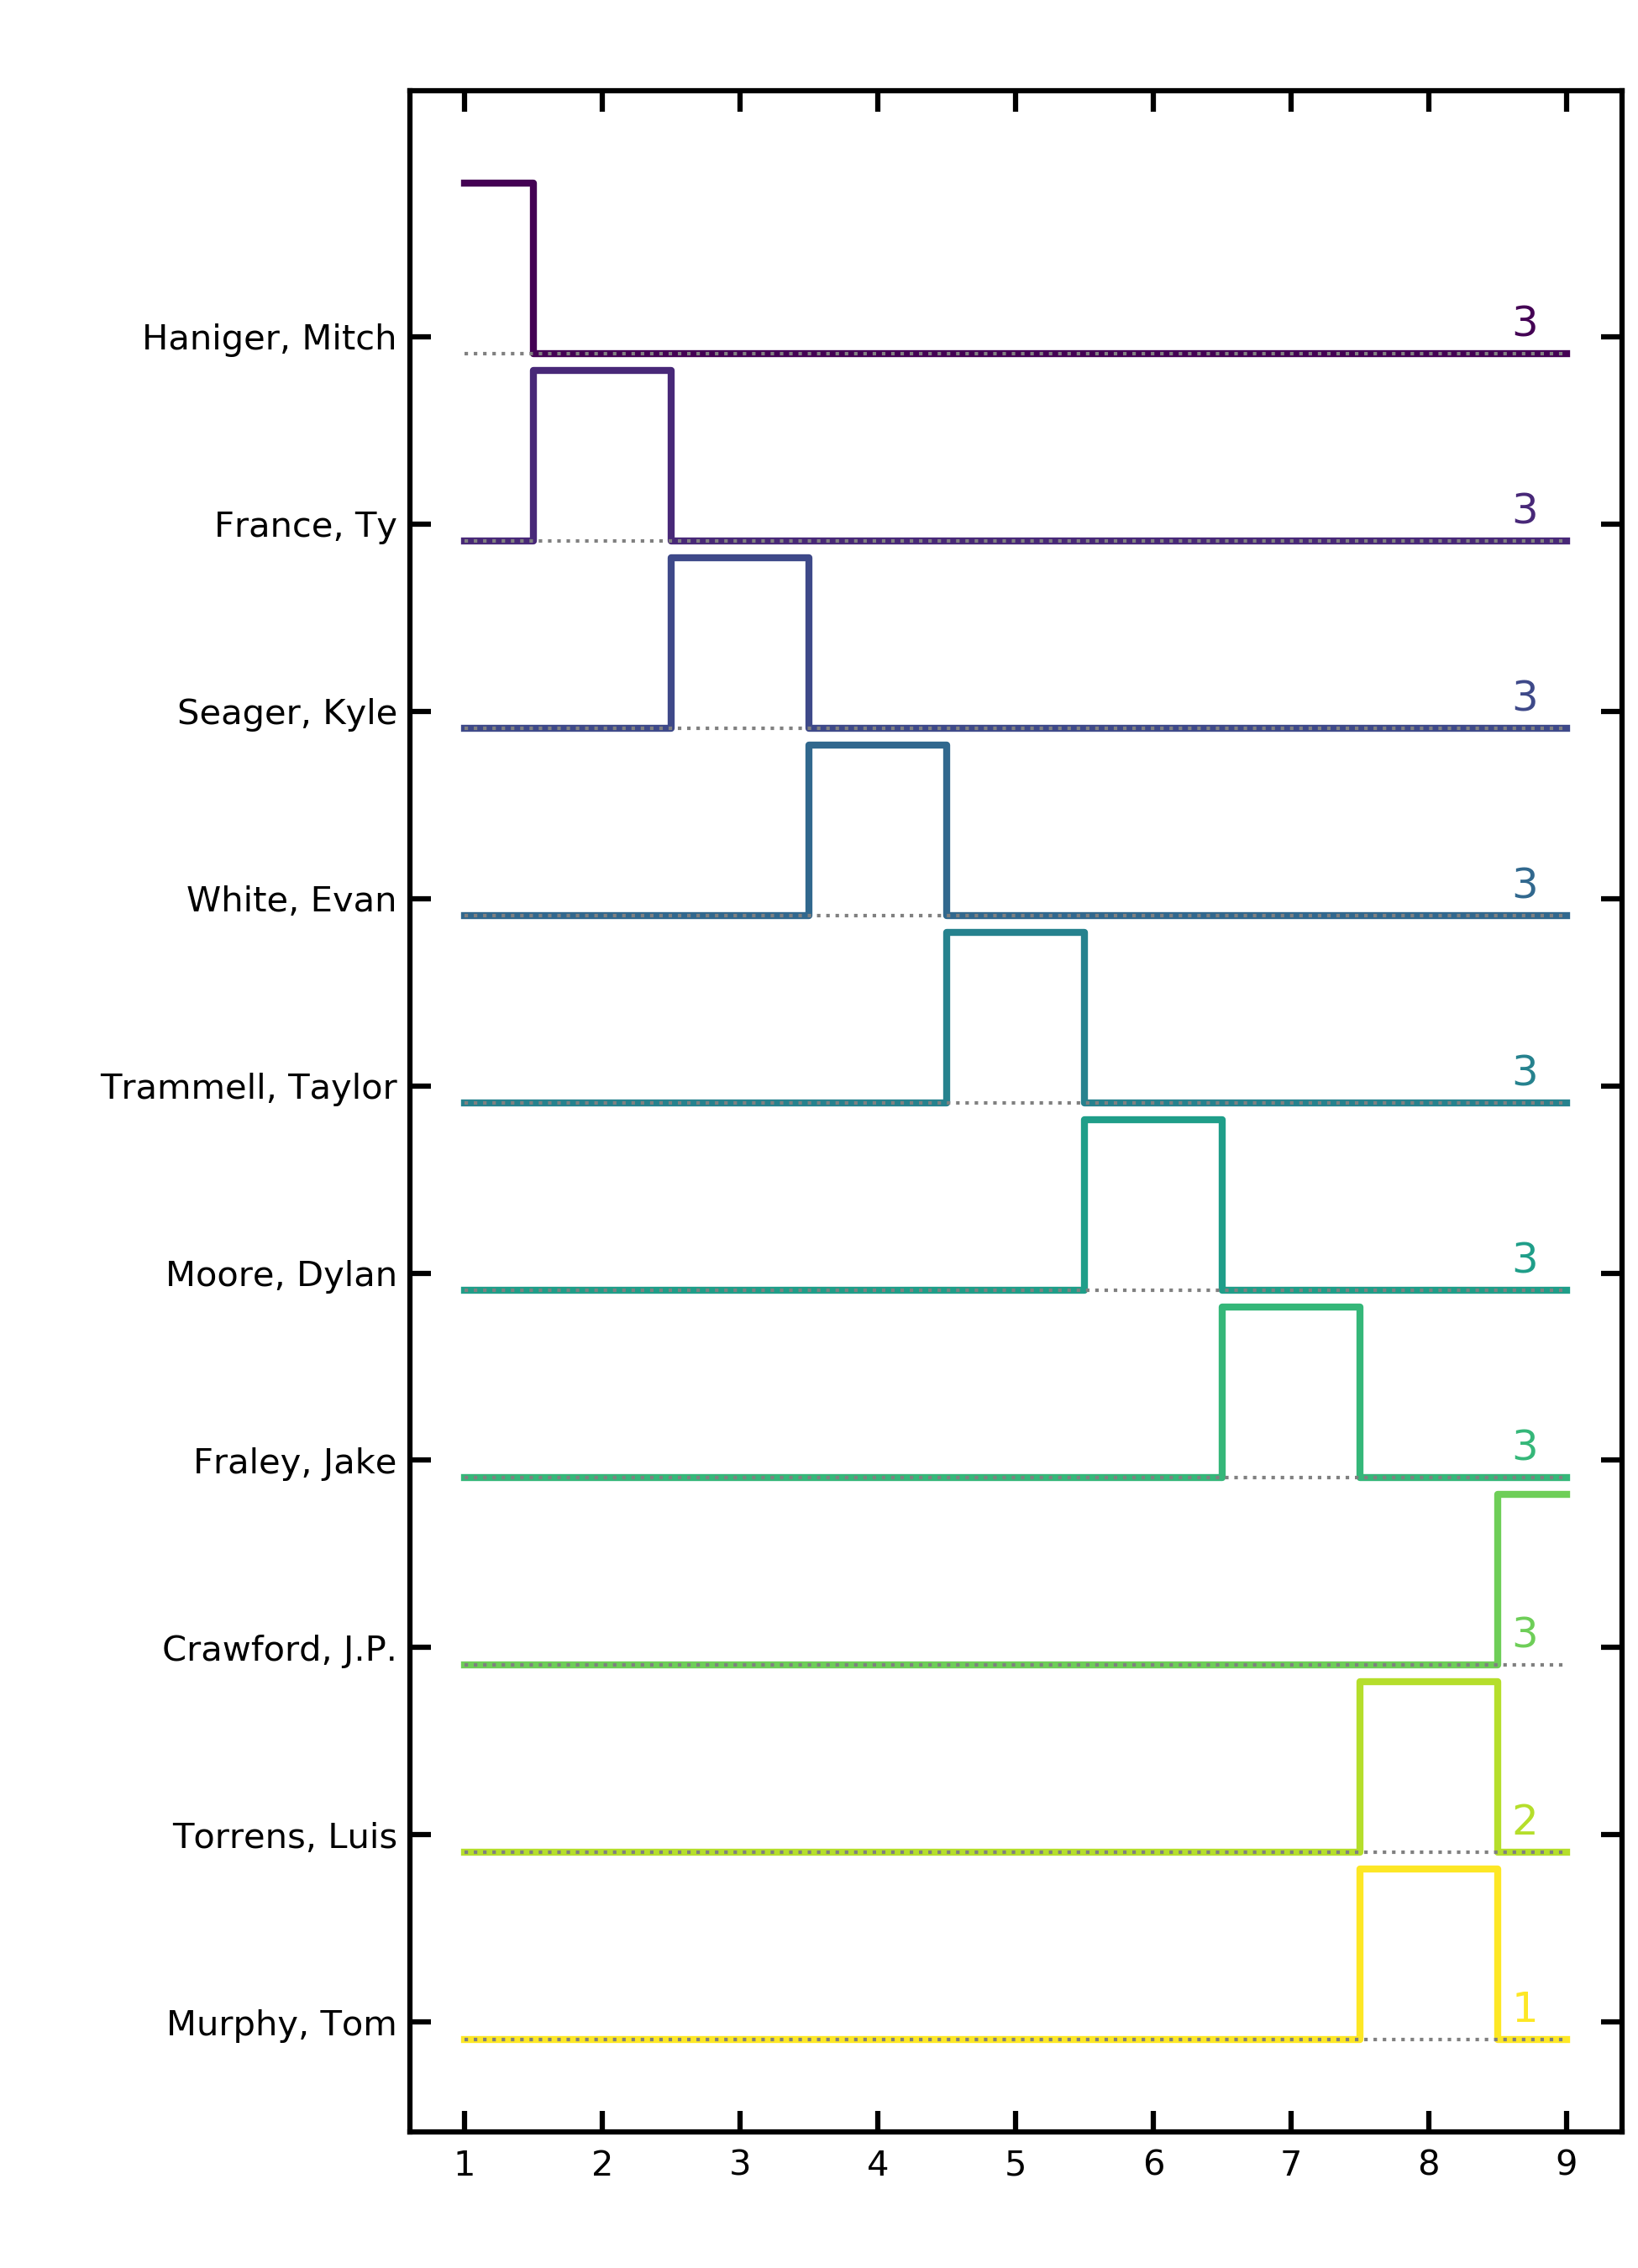 Haniger, Mitch 3
France, Ty 3
Seager, Kyle 3
White, Evan 3
Trammell, Taylor 3
Moore, Dylan 3
Fraley, Jake 3
Crawford, J.P. 3
Torrens, Luis 2
Murphy, Tom 1
1 2 3 4 5 6 7 8 9